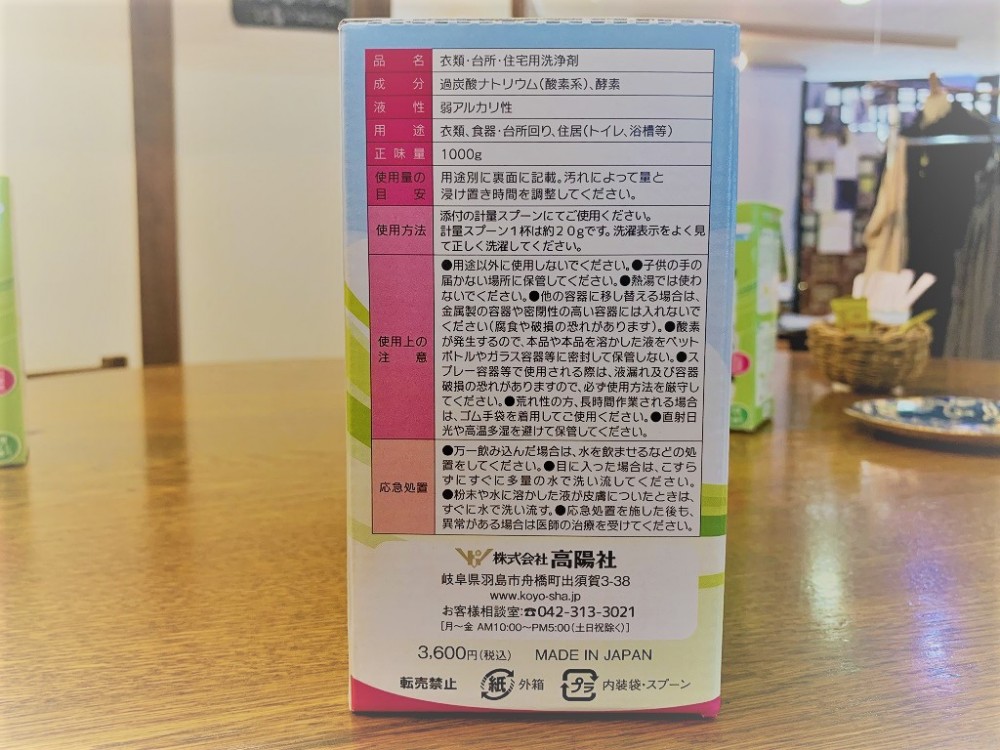 品名 衣類・台所・住宅用洗浄剤
成分 過炭酸ナトリウム(酸素系)、酵素
液性 弱アルカリ性
用途 衣類、食器・台所回り、住居(トイレ、浴槽等)
正味量 1000g
使用量の目安 用途別に裏面に記載。汚れによって量と
浸け置き時間を調整してください。
使用方法 添付の計量スプーンにてご使用ください。
計量スプーン1杯は約20gです。洗濯表示をよく見
て正しく洗濯してください。
使用上の注意 ●用途以外に使用しないでください。●子供の手の
届かない場所に保管してください。●熱湯では使わ
ないでください。●他の容器に移し替える場合は、
金属製の容器や密閉性の高い容器には入れないで
ください(腐食や破損の恐れがあります)。●酸素
が発生するので、本品や本品を溶かした液をペット
ボトルやガラス容器等に密封して保管しない。●ス
プレー容器等で使用される際は、液漏れ及び容器
破損の恐れがありますので、必ず使用方法を厳守し
てください。●荒れ性の方、長時間作業される場合
は、ゴム手袋を着用してご使用ください。●直射日
光や高温多湿を避けて保管してください。
応急処置 ●万一飲み込んだ場合は、水を飲ませるなどの処
置をしてください。●目に入った場合は、こすら
ずにすぐに多量の水で洗い流してください。
●粉末や水に溶かした液が皮膚についたときは、
すぐに水で洗い流す。●応急処置を施した後も、
異常がある場合は医師の治療を受けてください。
株式会社 高陽社
岐阜県羽島市舟橋町出須賀3-38
www.koyo-sha.jp
お客様相談室:☎042-313-3021
[月〜金 AM10:00〜PM5:00(土日祝除く)]
3,600円(税込) MADE IN JAPAN
転売禁止 紙 外箱 プラ 内装袋・スプーン